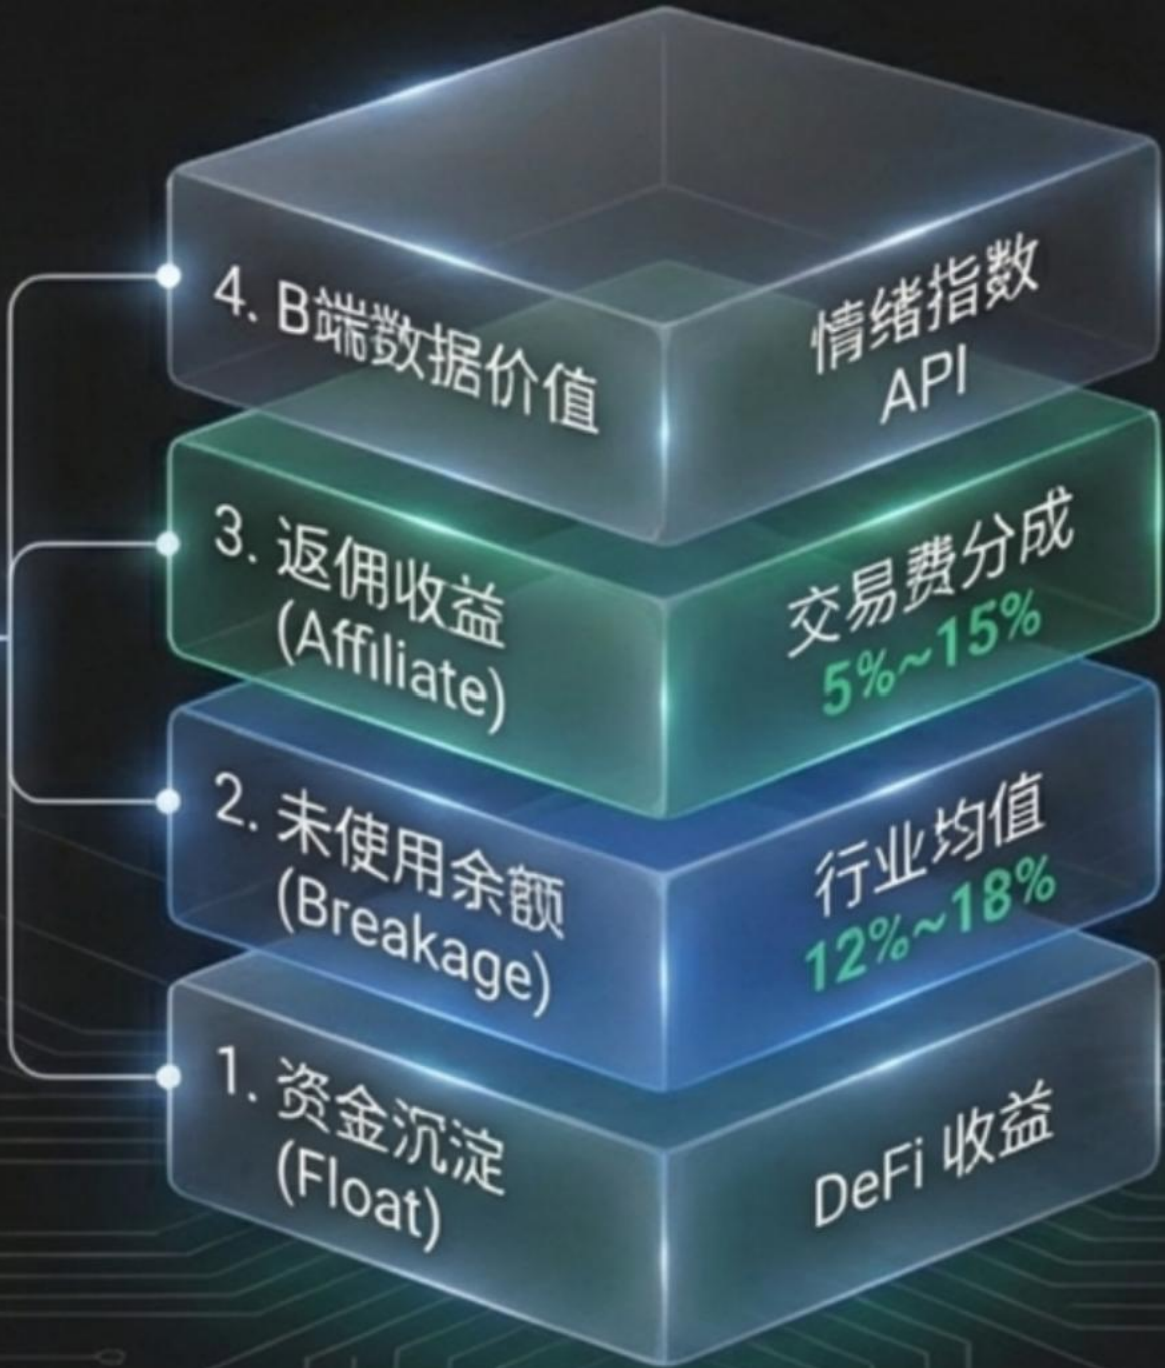 4. B端数据价值
情绪指数
API
3. 返佣收益
(Affiliate)
交易费分成
5%~15%
2. 未使用余额
(Breakage)
行业均值
12%~18%
1. 资金沉淀
(Float)
DeFi 收益